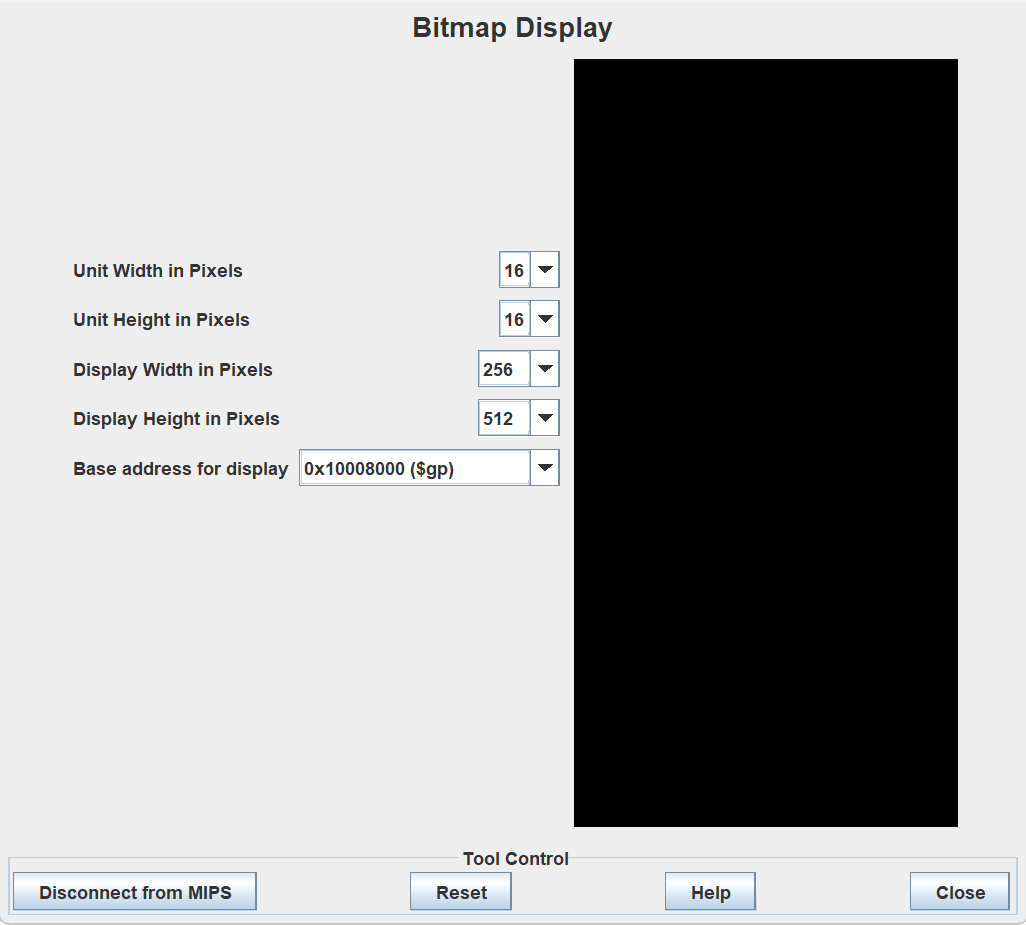 Bitmap Display
Unit Width in Pixels 16
Unit Height in Pixels 16
Display Width in Pixels 256
Display Height in Pixels 512
Base address for display 0x10008000 ($gp)
Tool Control
Disconnect from MIPS Reset Help Close